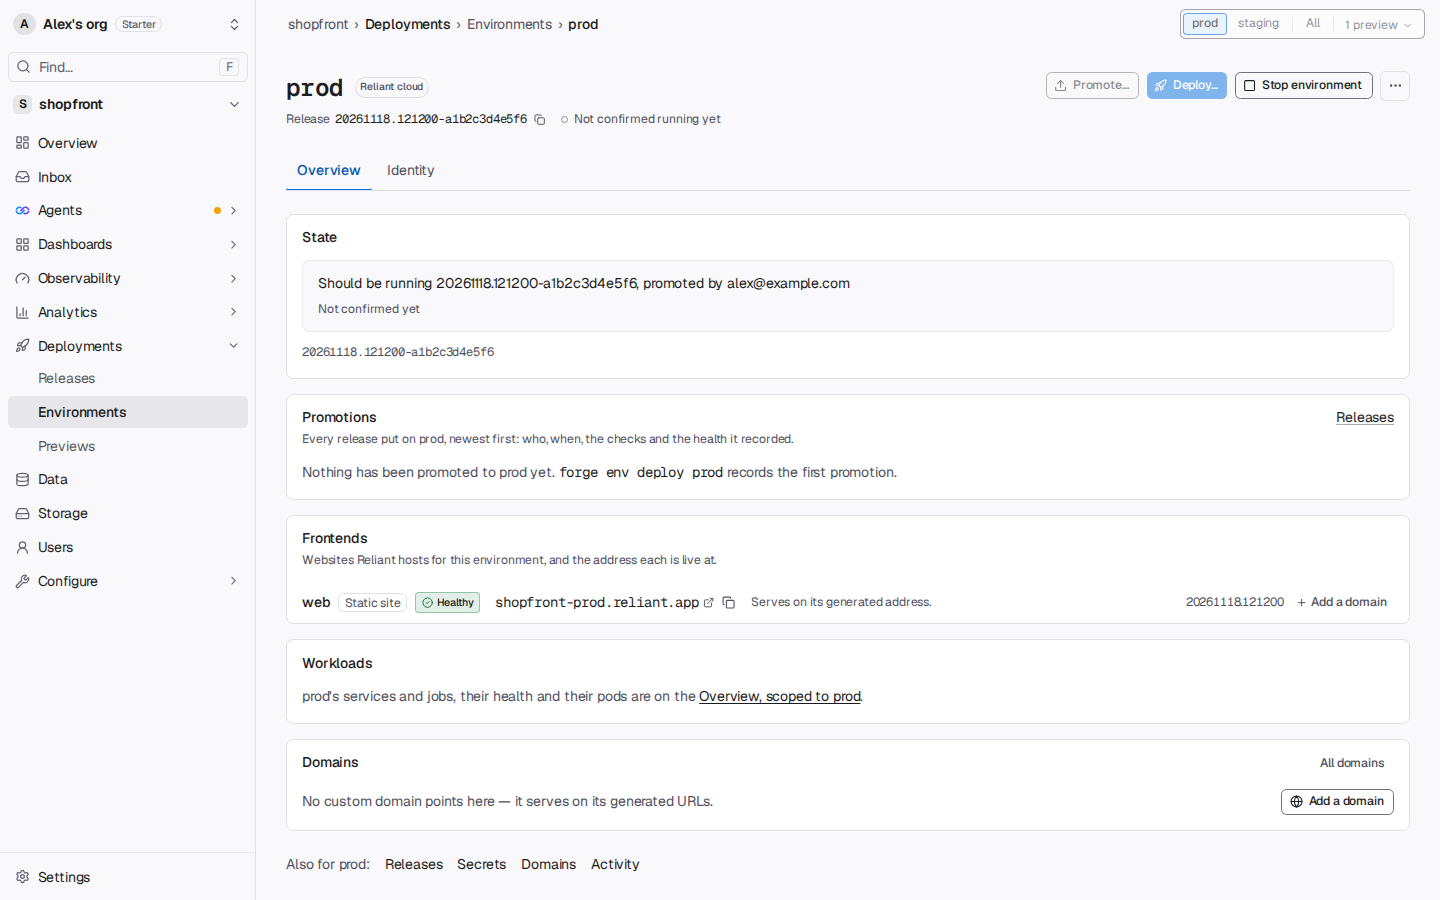 A Alex's org Starter
Find... F
S shopfront
Overview
Inbox
Agents
Dashboards
Observability
Analytics
Deployments
Releases
Environments
Previews
Data
Storage
Users
Configure
Settings
shopfront › Deployments › Environments › prod
prod staging All 1 preview
prod Reliant cloud
Promote... Deploy... Stop environment ...
Release 20261118.121200-a1b2c3d4e5f6 Not confirmed running yet
Overview Identity
State
Should be running 20261118.121200-a1b2c3d4e5f6, promoted by alex@example.com
Not confirmed yet
20261118.121200-a1b2c3d4e5f6
Promotions Releases
Every release put on prod, newest first: who, when, the checks and the health it recorded.
Nothing has been promoted to prod yet. forge env deploy prod records the first promotion.
Frontends
Websites Reliant hosts for this environment, and the address each is live at.
web Static site Healthy shopfront-prod.reliant.app Serves on its generated address. 20261118.121200 + Add a domain
Workloads
prod's services and jobs, their health and their pods are on the Overview, scoped to prod.
Domains All domains
No custom domain points here — it serves on its generated URLs. Add a domain
Also for prod: Releases Secrets Domains Activity